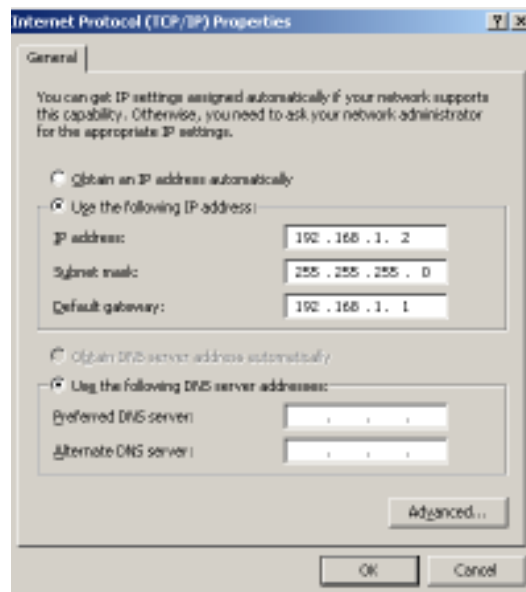 Internet Protocol (TCP/IP) Properties
General
You can get IP settings assigned automatically if your network supports
this capability. Otherwise, you need to ask your network administrator
for the appropriate IP settings.
Obtain an IP address automatically
Use the following IP address:
IP address: 192 . 168 . 1 . 2
Subnet mask: 255 . 255 . 255 . 0
Default gateway: 192 . 168 . 1 . 1
Obtain DNS server address automatically
Use the following DNS server addresses:
Preferred DNS server: . . .
Alternate DNS server: . . .
Advanced...
OK Cancel